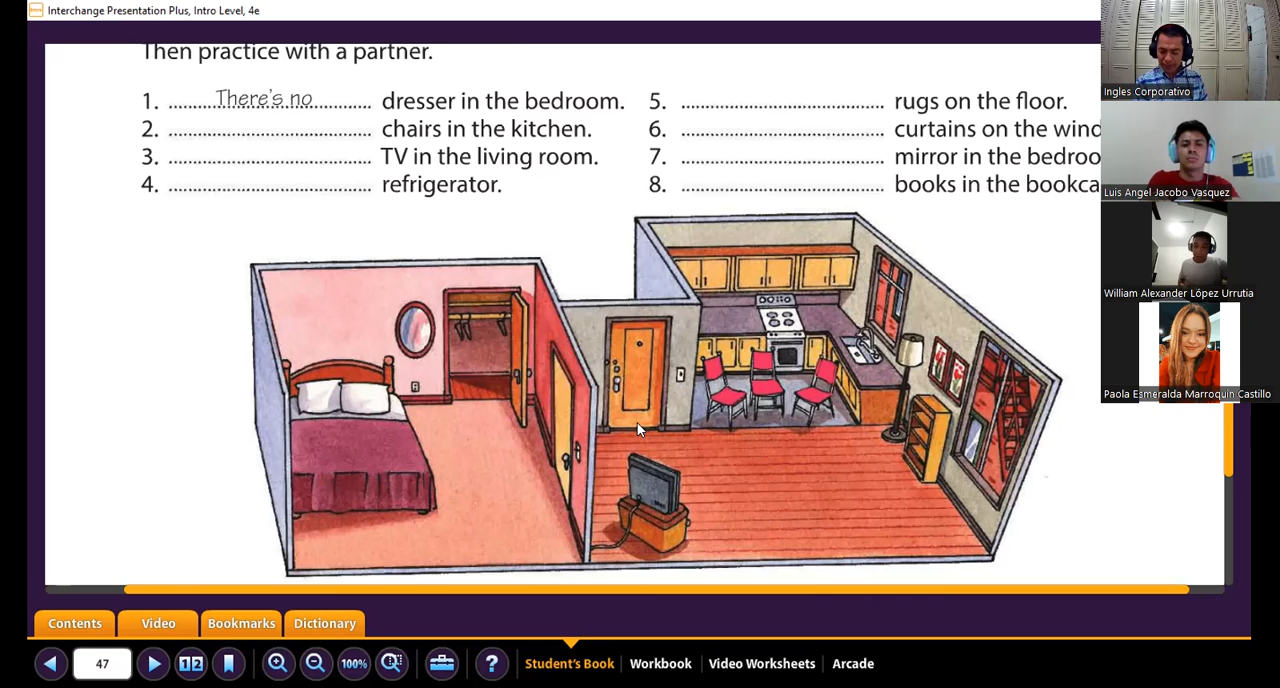 Interchange Presentation Plus, Intro Level, 4e
Then practice with a partner.
1. There's no dresser in the bedroom.
2. chairs in the kitchen.
3. TV in the living room.
4. refrigerator.
5. rugs on the floor.
6. curtains on the wind
7. mirror in the bedroo
8. books in the bookca
Ingles Corporativo
Luis Angel Jacobo Vasquez
William Alexander López Urrutia
Paola Esmeralda Marroquin Castillo
Contents Video Bookmarks Dictionary
47 12 100% ? Student's Book Workbook Video Worksheets Arcade